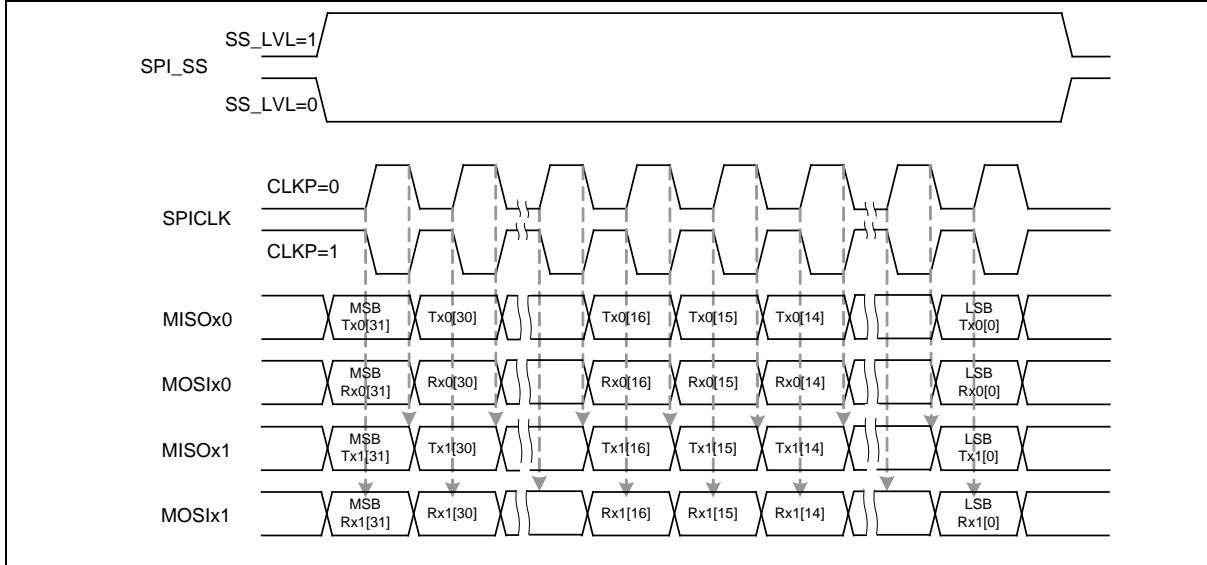 SS_LVL=1
SPI_SS
SS_LVL=0
CLKP=0
SPICLK
CLKP=1
MISOx0
MSB
Tx0[31]
Tx0[30]
Tx0[16]
Tx0[15]
Tx0[14]
LSB
Tx0[0]
MOSIx0
MSB
Rx0[31]
Rx0[30]
Rx0[16]
Rx0[15]
Rx0[14]
LSB
Rx0[0]
MISOx1
MSB
Tx1[31]
Tx1[30]
Tx1[16]
Tx1[15]
Tx1[14]
LSB
Tx1[0]
MOSIx1
MSB
Rx1[31]
Rx1[30]
Rx1[16]
Rx1[15]
Rx1[14]
LSB
Rx1[0]